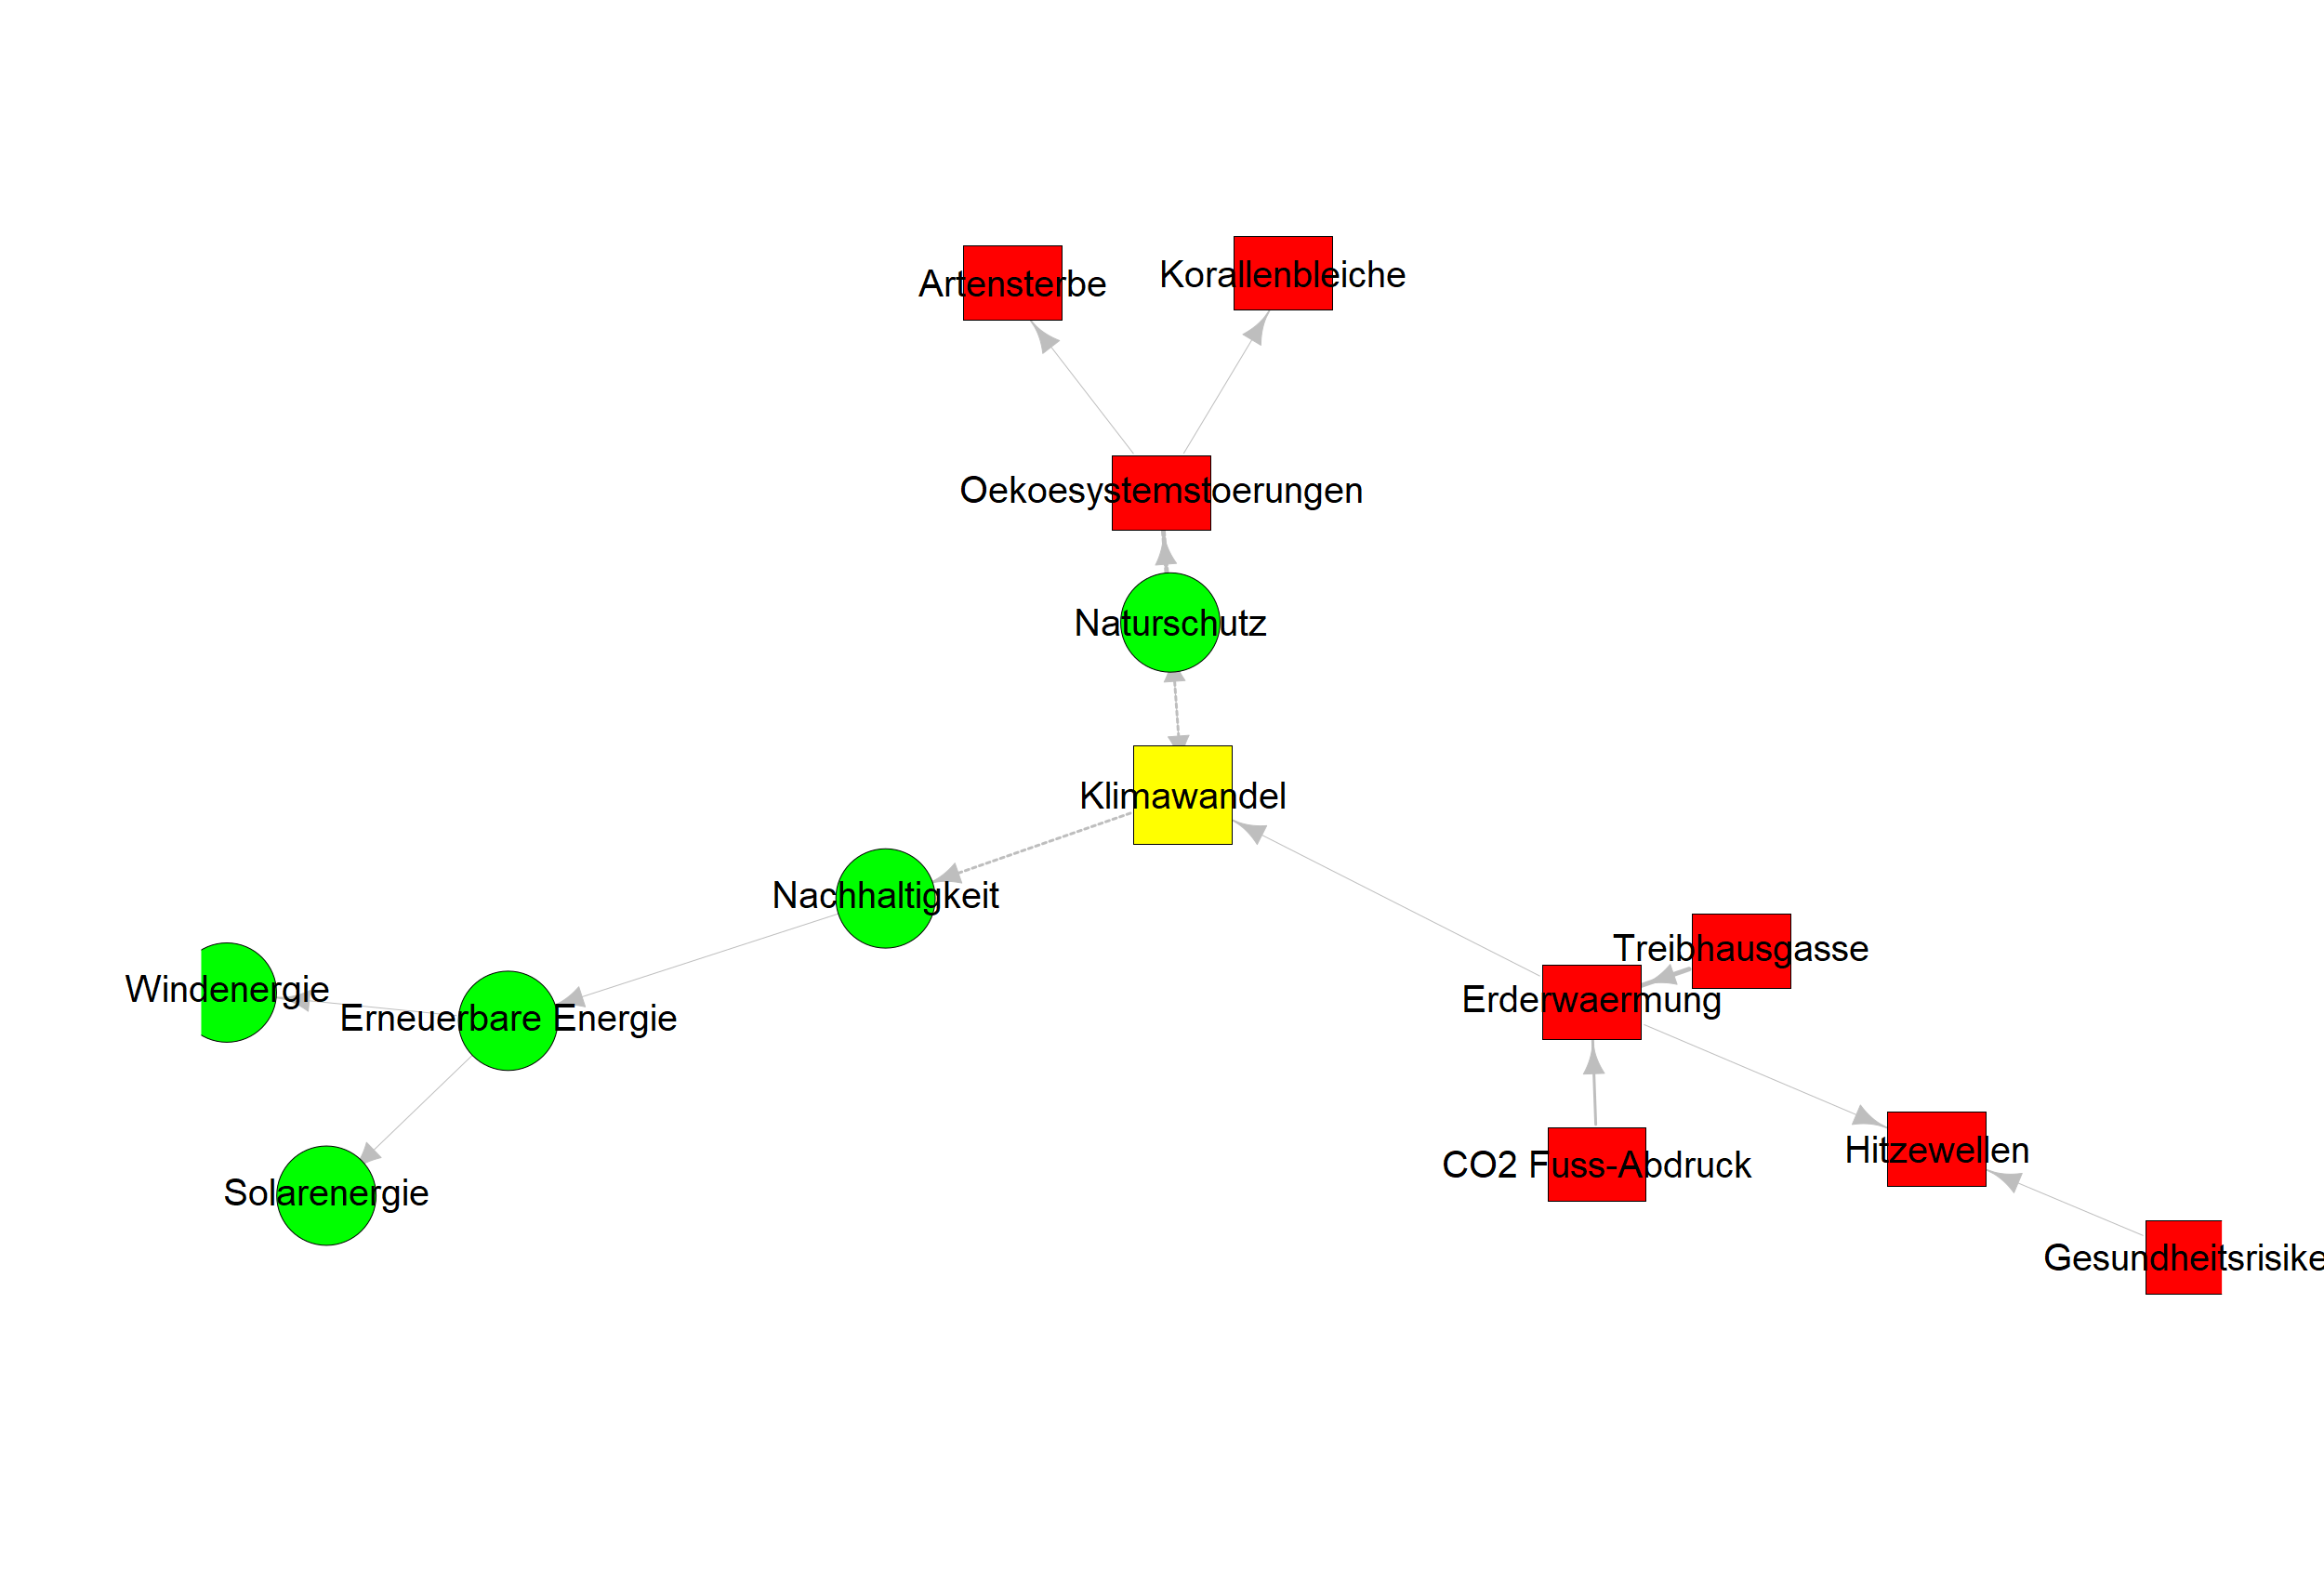 Artensterbe
Korallenbleiche
Oekoesystemstoerungen
Naturschutz
Klimawandel
Nachhaltigkeit
Treibhausgasse
Windenergie
Erderwaermung
Erneuerbare Energie
CO2 Fuss-Abdruck
Hitzewellen
Solarenergie
Gesundheitsrisike